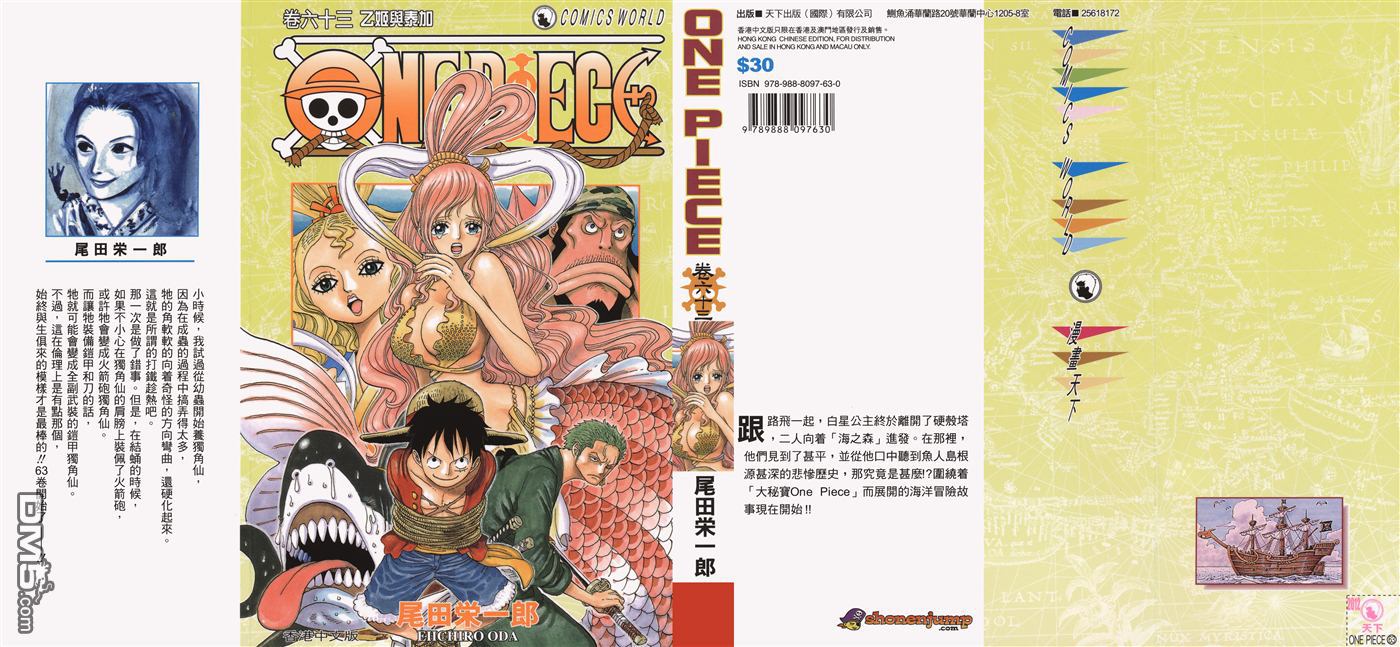 尾田栄一郎
小時候，我試過從幼蟲開始養獨角仙，
因為在成蟲的過程中搞弄得太多，
牠的角軟軟的向着奇怪的方向彎曲，還硬化起來。
這就是所謂的打鐵趁熱吧。
那一次是做了錯事。但是，在結蛹的時候，
如果不小心在獨角仙的肩膀上裝佩了火箭砲，
或許牠會變成火箭砲獨角仙。
而讓牠裝備鎧甲和刀的話，
牠就可能會變成全副武裝的鎧甲獨角仙。
不過，這在倫理上是有點那個，
始終與生俱來的模樣才是最棒的!!63卷開始
DM5.com
卷六十三 乙姬與泰加
COMICS WORLD
ONE PIECE
尾田栄一郎
EIICHIRO ODA
香港中文版
ONE PIECE
卷六十三
尾田栄一郎
出版■天下出版（國際）有限公司 鰂魚涌華蘭路20號華蘭中心1205-8室 電話■25618172
香港中文版只限在香港及澳門地區發行及銷售。
HONG KONG CHINESE EDITION, FOR DISTRIBUTION
AND SALE IN HONG KONG AND MACAU ONLY.
$30
ISBN 978-988-8097-63-0
9 789888 097630
跟路飛一起，白星公主終於離開了硬殼塔
，二人向着「海之森」進發。在那裡，
他們見到了甚平，並從他口中聽到魚人島根
源甚深的悲慘歷史，那究竟是甚麼!?圍繞着
「大秘寶One Piece」而展開的海洋冒險故
事現在開始!!
shonenjump
.com
COMICS WORLD
漫畫天下
OCEANUS
INSULÆ
PHILIP
LANT
NUX MYRISTICA
2012
天下
ONE PIECE 63